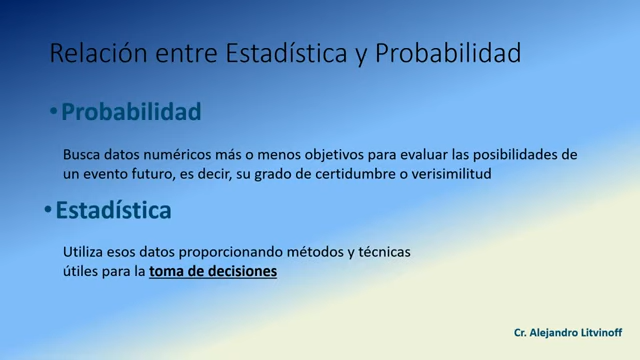 Relación entre Estadística y Probabilidad
• Probabilidad
Busca datos numéricos más o menos objetivos para evaluar las posibilidades de
un evento futuro, es decir, su grado de certidumbre o verisimilitud
• Estadística
Utiliza esos datos proporcionando métodos y técnicas
útiles para la toma de decisiones
Cr. Alejandro Litvinoff